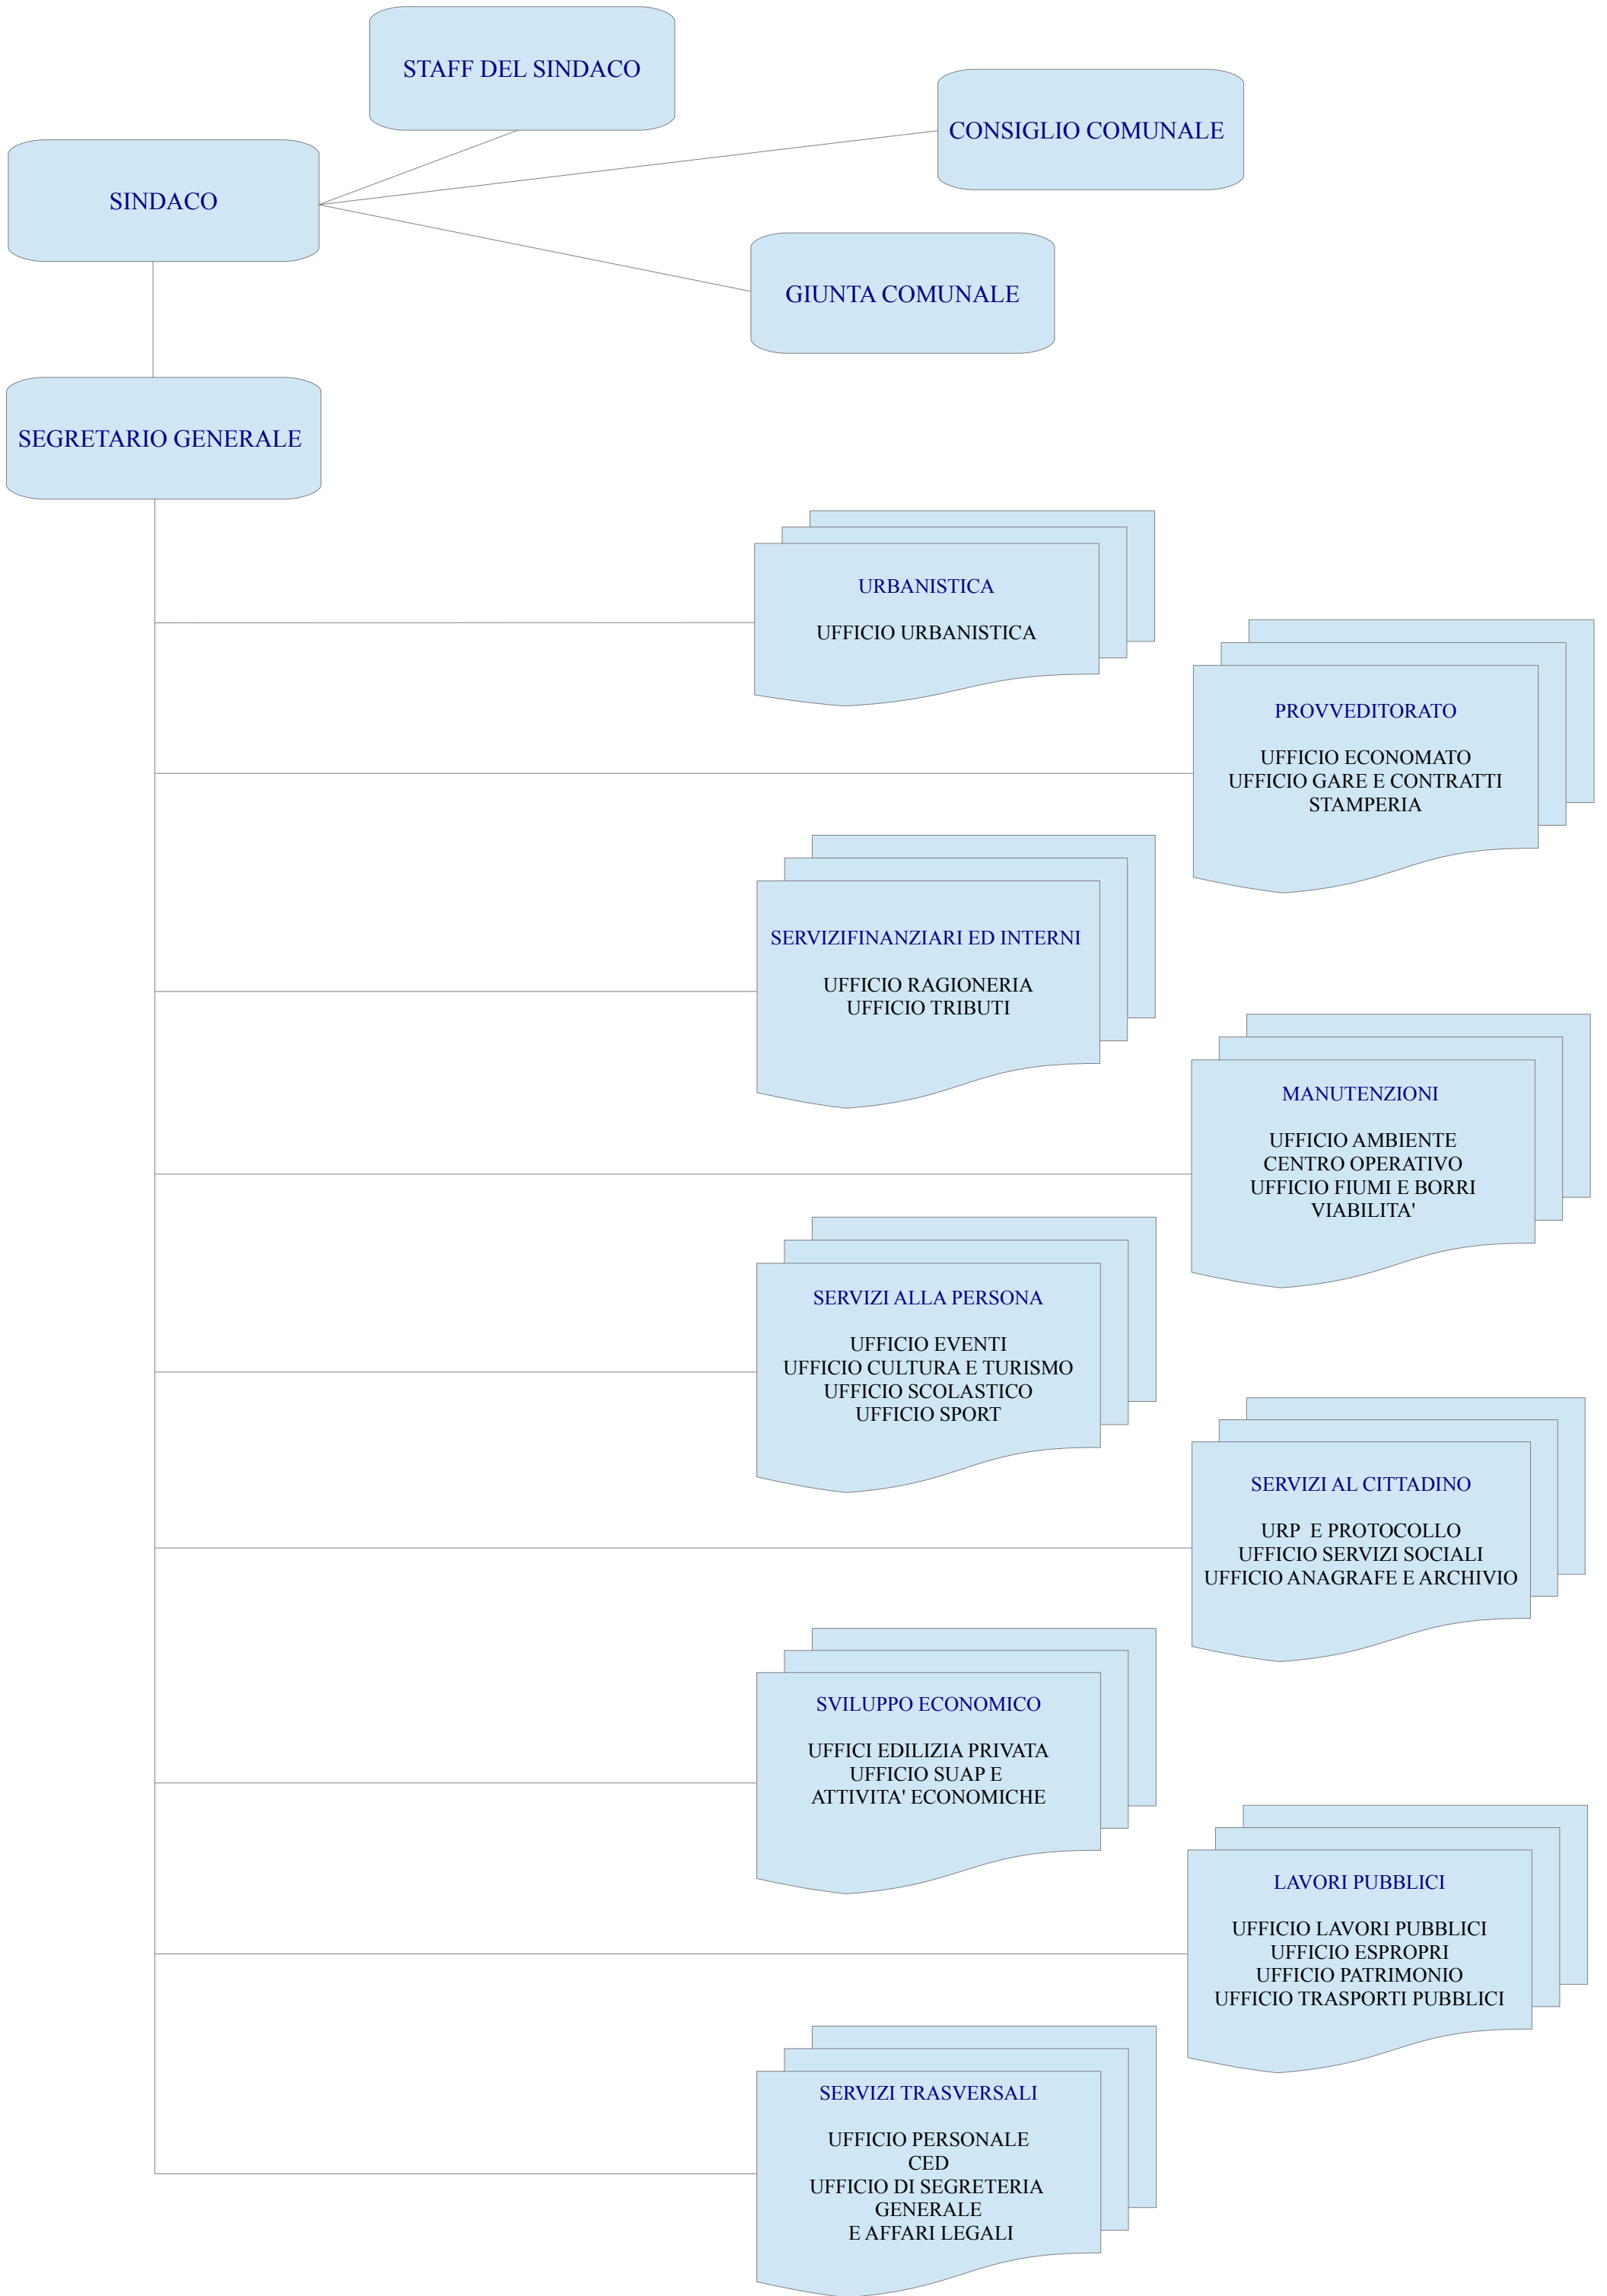 STAFF DEL SINDACO
CONSIGLIO COMUNALE
SINDACO
GIUNTA COMUNALE
SEGRETARIO GENERALE
URBANISTICA
UFFICIO URBANISTICA
PROVVEDITORATO
UFFICIO ECONOMATO
UFFICIO GARE E CONTRATTI
STAMPERIA
SERVIZIFINANZIARI ED INTERNI
UFFICIO RAGIONERIA
UFFICIO TRIBUTI
MANUTENZIONI
UFFICIO AMBIENTE
CENTRO OPERATIVO
UFFICIO FIUMI E BORRI
VIABILITA'
SERVIZI ALLA PERSONA
UFFICIO EVENTI
UFFICIO CULTURA E TURISMO
UFFICIO SCOLASTICO
UFFICIO SPORT
SERVIZI AL CITTADINO
URP  E PROTOCOLLO
UFFICIO SERVIZI SOCIALI
UFFICIO ANAGRAFE E ARCHIVIO
SVILUPPO ECONOMICO
UFFICI EDILIZIA PRIVATA
UFFICIO SUAP E
ATTIVITA' ECONOMICHE
LAVORI PUBBLICI
UFFICIO LAVORI PUBBLICI
UFFICIO ESPROPRI
UFFICIO PATRIMONIO
UFFICIO TRASPORTI PUBBLICI
SERVIZI TRASVERSALI
UFFICIO PERSONALE
CED
UFFICIO DI SEGRETERIA
GENERALE
E AFFARI LEGALI